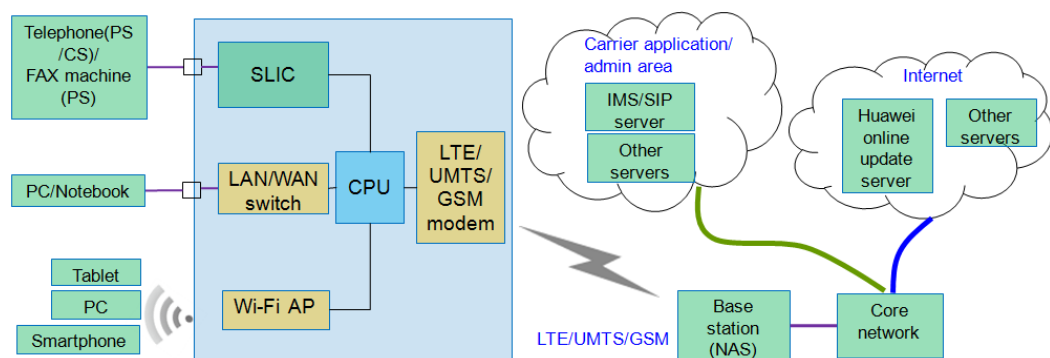 Telephone(PS
/CS)/
FAX machine
(PS)
SLIC
PC/Notebook
LAN/WAN
switch
CPU
LTE/
UMTS/
GSM
modem
Tablet
PC
Smartphone
Wi-Fi AP
Carrier application/
admin area
IMS/SIP
server
Other
servers
Internet
Huawei
online
update
server
Other
servers
LTE/UMTS/GSM
Base
station
(NAS)
Core
network